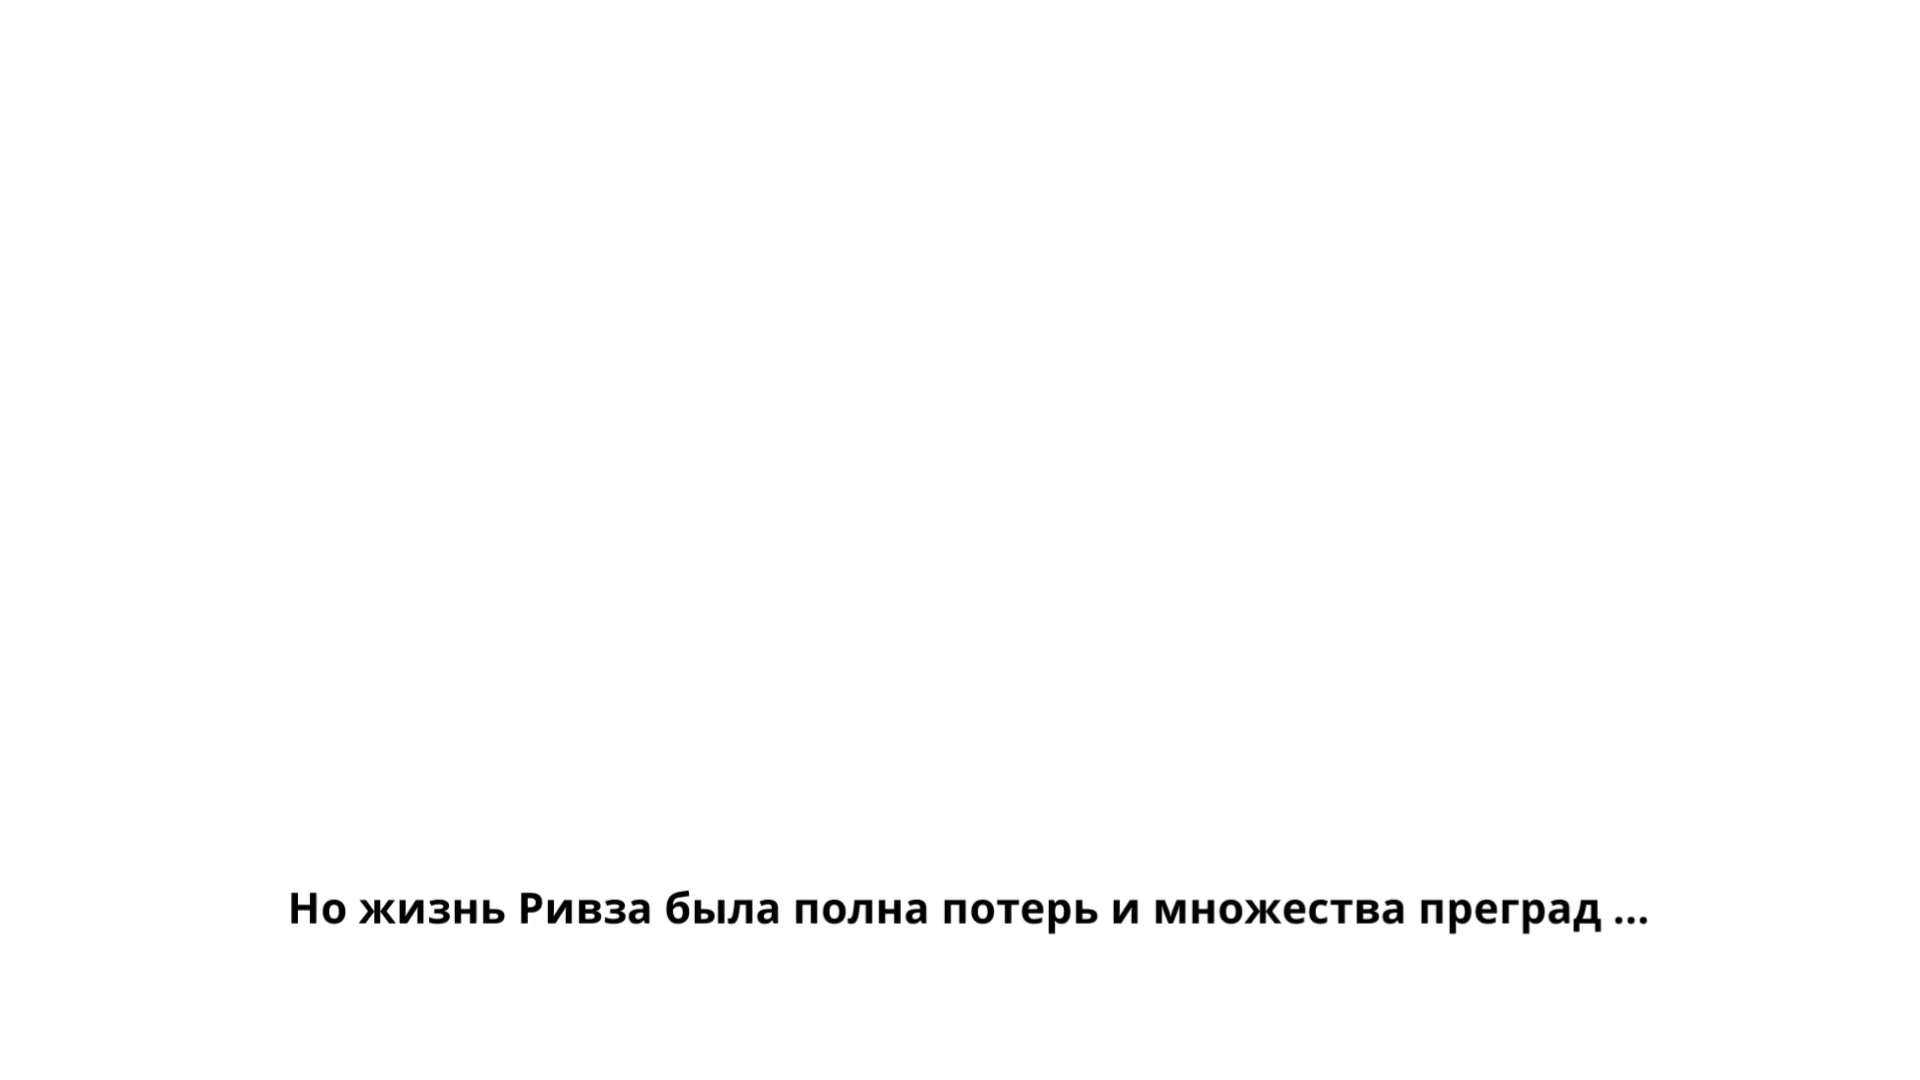 Но жизнь Ривза была полна потерь и множества преград ...